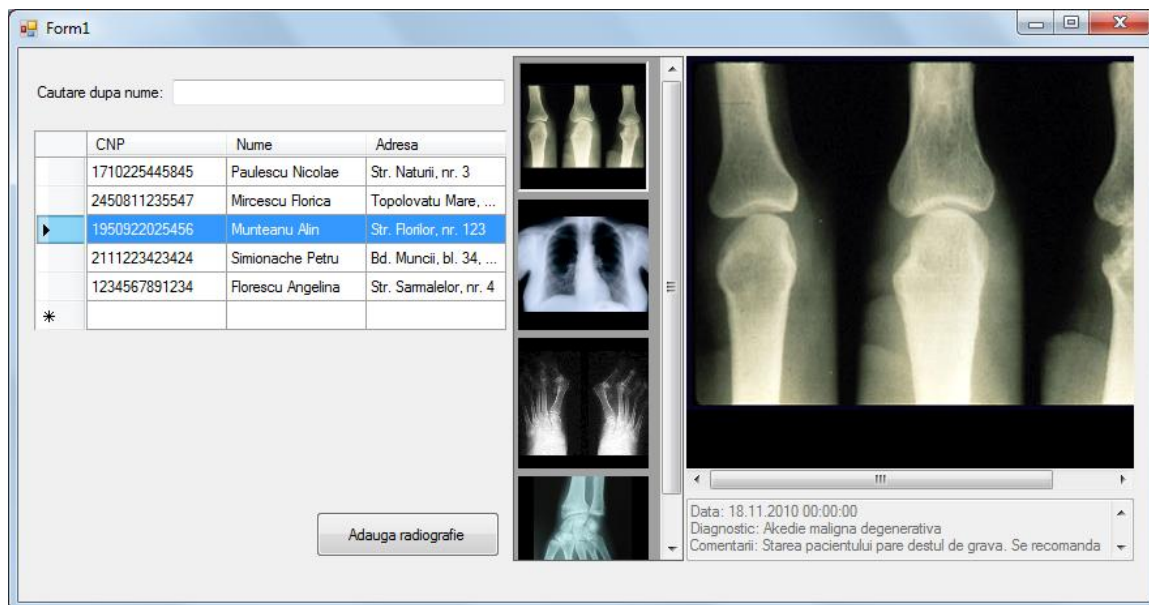 Form1
Cautare dupa nume:
CNP Nume Adresa
1710225445845 Paulescu Nicolae Str. Naturii, nr. 3
2450811235547 Mircescu Florica Topolovatu Mare, ...
1950922025456 Munteanu Alin Str. Florilor, nr. 123
2111223423424 Simionache Petru Bd. Muncii, bl. 34, ...
1234567891234 Florescu Angelina Str. Sarmalelor, nr. 4
Adauga radiografie
Data: 18.11.2010 00:00:00
Diagnostic: Akedie maligna degenerativa
Comentarii: Starea pacientului pare destul de grava. Se recomanda